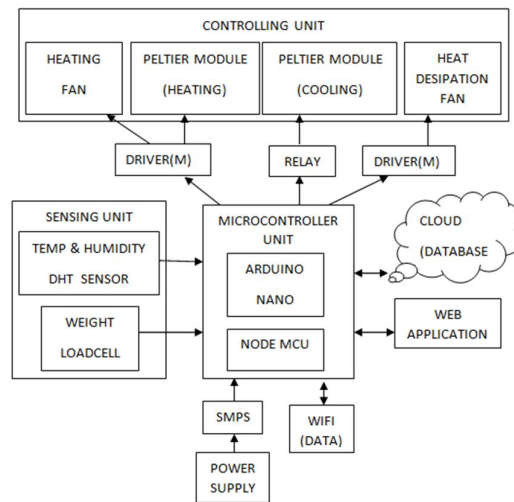 CONTROLLING UNIT
HEATING
FAN
PELTIER MODULE
(HEATING)
PELTIER MODULE
(COOLING)
HEAT
DESIPATION
FAN
DRIVER(M)
RELAY
DRIVER(M)
SENSING UNIT
TEMP & HUMIDITY
DHT SENSOR
WEIGHT
LOADCELL
MICROCONTROLLER
UNIT
ARDUINO
NANO
NODE MCU
CLOUD
(DATABASE
WEB
APPLICATION
SMPS
WIFI
(DATA)
POWER
SUPPLY